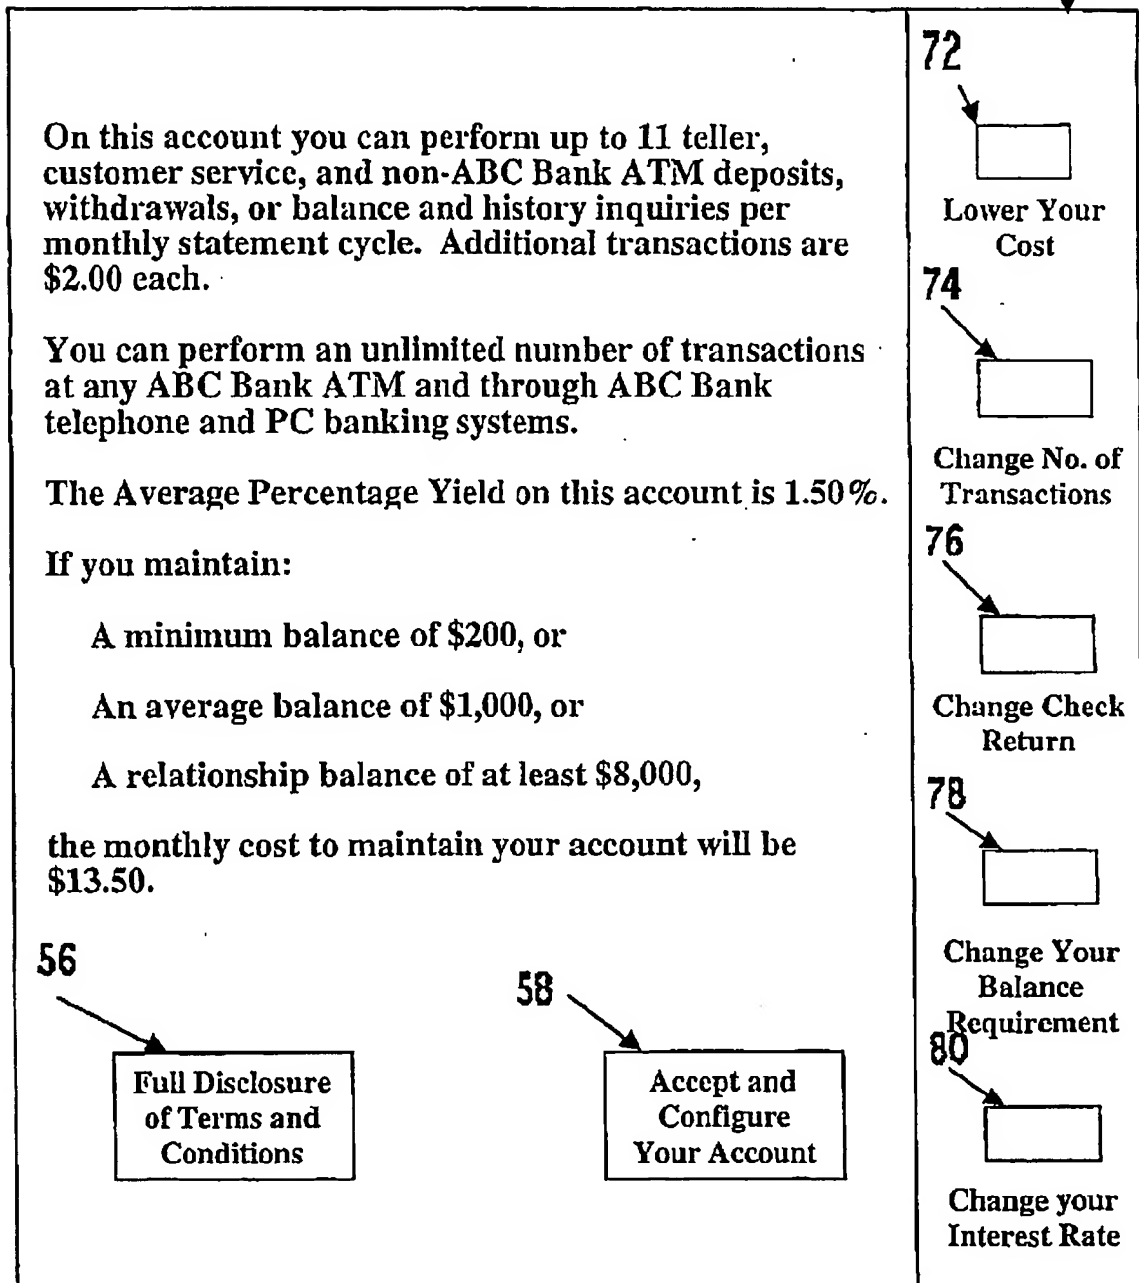 On this account you can perform up to 11 teller,
customer service, and non-ABC Bank ATM deposits,
withdrawals, or balance and history inquiries per
monthly statement cycle. Additional transactions are
$2.00 each.
You can perform an unlimited number of transactions
at any ABC Bank ATM and through ABC Bank
telephone and PC banking systems.
The Average Percentage Yield on this account is 1.50%.
If you maintain:
A minimum balance of $200, or
An average balance of $1,000, or
A relationship balance of at least $8,000,
the monthly cost to maintain your account will be
$13.50.
56
Full Disclosure
of Terms and
Conditions
58
Accept and
Configure
Your Account
72
Lower Your
Cost
74
Change No. of
Transactions
76
Change Check
Return
78
Change Your
Balance
Requirement
80
Change your
Interest Rate